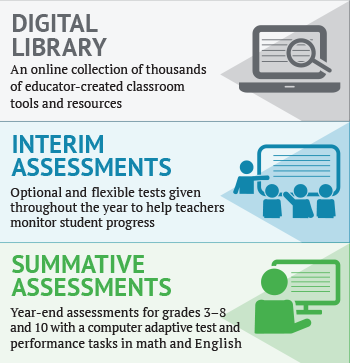 DIGITAL
LIBRARY
An online collection of thousands
of educator-created classroom
tools and resources
INTERIM
ASSESSMENTS
Optional and flexible tests given
throughout the year to help teachers
monitor student progress
SUMMATIVE
ASSESSMENTS
Year-end assessments for grades 3–8
and 10 with a computer adaptive test and
performance tasks in math and English